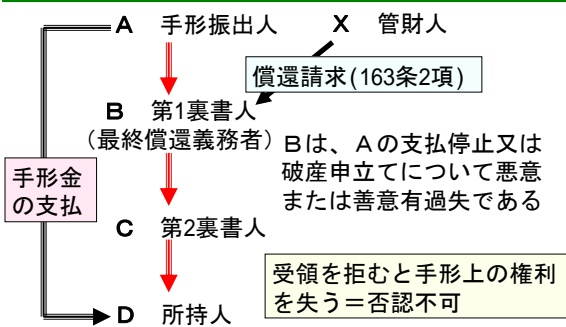 A 手形振出人
X 管財人
償還請求(163条2項)
B 第1裏書人
(最終償還義務者)
Bは、Aの支払停止又は
破産申立てについて悪意
または善意有過失である
手形金
の支払
C 第2裏書人
受領を拒むと手形上の権利
を失う＝否認不可
D 所持人